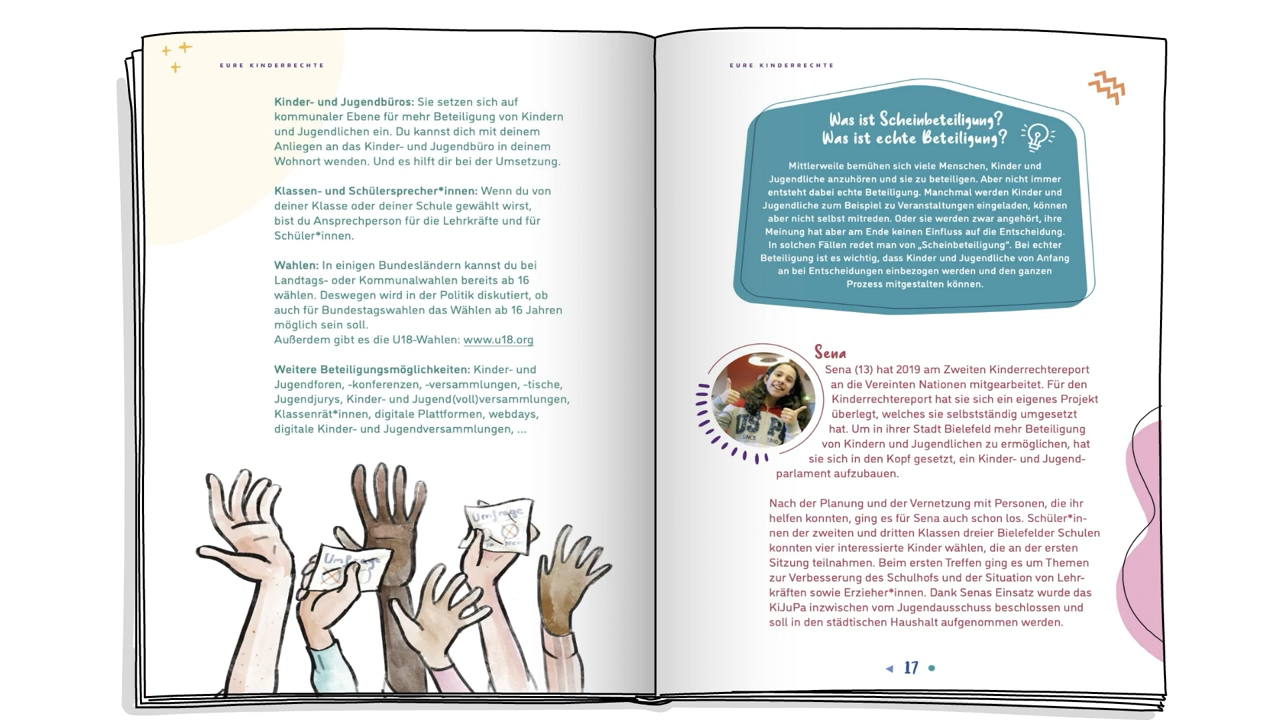 EURE KINDERRECHTE
Kinder- und Jugendbüros: Sie setzen sich auf
kommunaler Ebene für mehr Beteiligung von Kindern
und Jugendlichen ein. Du kannst dich mit deinem
Anliegen an das Kinder- und Jugendbüro in deinem
Wohnort wenden. Und es hilft dir bei der Umsetzung.
Klassen- und Schülersprecher*innen: Wenn du von
deiner Klasse oder deiner Schule gewählt wirst,
bist du Ansprechperson für die Lehrkräfte und für
Schüler*innen.
Wahlen: In einigen Bundesländern kannst du bei
Landtags- oder Kommunalwahlen bereits ab 16
wählen. Deswegen wird in der Politik diskutiert, ob
auch für Bundestagswahlen das Wählen ab 16 Jahren
möglich sein soll.
Außerdem gibt es die U18-Wahlen: www.u18.org
Weitere Beteiligungsmöglichkeiten: Kinder- und
Jugendforen, -konferenzen, -versammlungen, -tische,
Jugendjurys, Kinder- und Jugend(voll)versammlungen,
Klassenrät*innen, digitale Plattformen, webdays,
digitale Kinder- und Jugendversammlungen, ...
Umfrage
Umfrage
EURE KINDERRECHTE
Was ist Scheinbeteiligung?
Was ist echte Beteiligung?
Mittlerweile bemühen sich viele Menschen, Kinder und
Jugendliche anzuhören und sie zu beteiligen. Aber nicht immer
entsteht dabei echte Beteiligung. Manchmal werden Kinder und
Jugendliche zum Beispiel zu Veranstaltungen eingeladen, können
aber nicht selbst mitreden. Oder sie werden zwar angehört, ihre
Meinung hat aber am Ende keinen Einfluss auf die Entscheidung.
In solchen Fällen redet man von „Scheinbeteiligung". Bei echter
Beteiligung ist es wichtig, dass Kinder und Jugendliche von Anfang
an bei Entscheidungen einbezogen werden und den ganzen
Prozess mitgestalten können.
Sena
Sena (13) hat 2019 am Zweiten Kinderrechtereport
an die Vereinten Nationen mitgearbeitet. Für den
Kinderrechtereport hat sie sich ein eigenes Projekt
überlegt, welches sie selbstständig umgesetzt
hat. Um in ihrer Stadt Bielefeld mehr Beteiligung
von Kindern und Jugendlichen zu ermöglichen, hat
sie sich in den Kopf gesetzt, ein Kinder- und Jugend-
parlament aufzubauen.
Nach der Planung und der Vernetzung mit Personen, die ihr
helfen konnten, ging es für Sena auch schon los. Schüler*in-
nen der zweiten und dritten Klassen dreier Bielefelder Schulen
konnten vier interessierte Kinder wählen, die an der ersten
Sitzung teilnahmen. Beim ersten Treffen ging es um Themen
zur Verbesserung des Schulhofs und der Situation von Lehr-
kräften sowie Erzieher*innen. Dank Senas Einsatz wurde das
KiJuPa inzwischen vom Jugendausschuss beschlossen und
soll in den städtischen Haushalt aufgenommen werden.
17